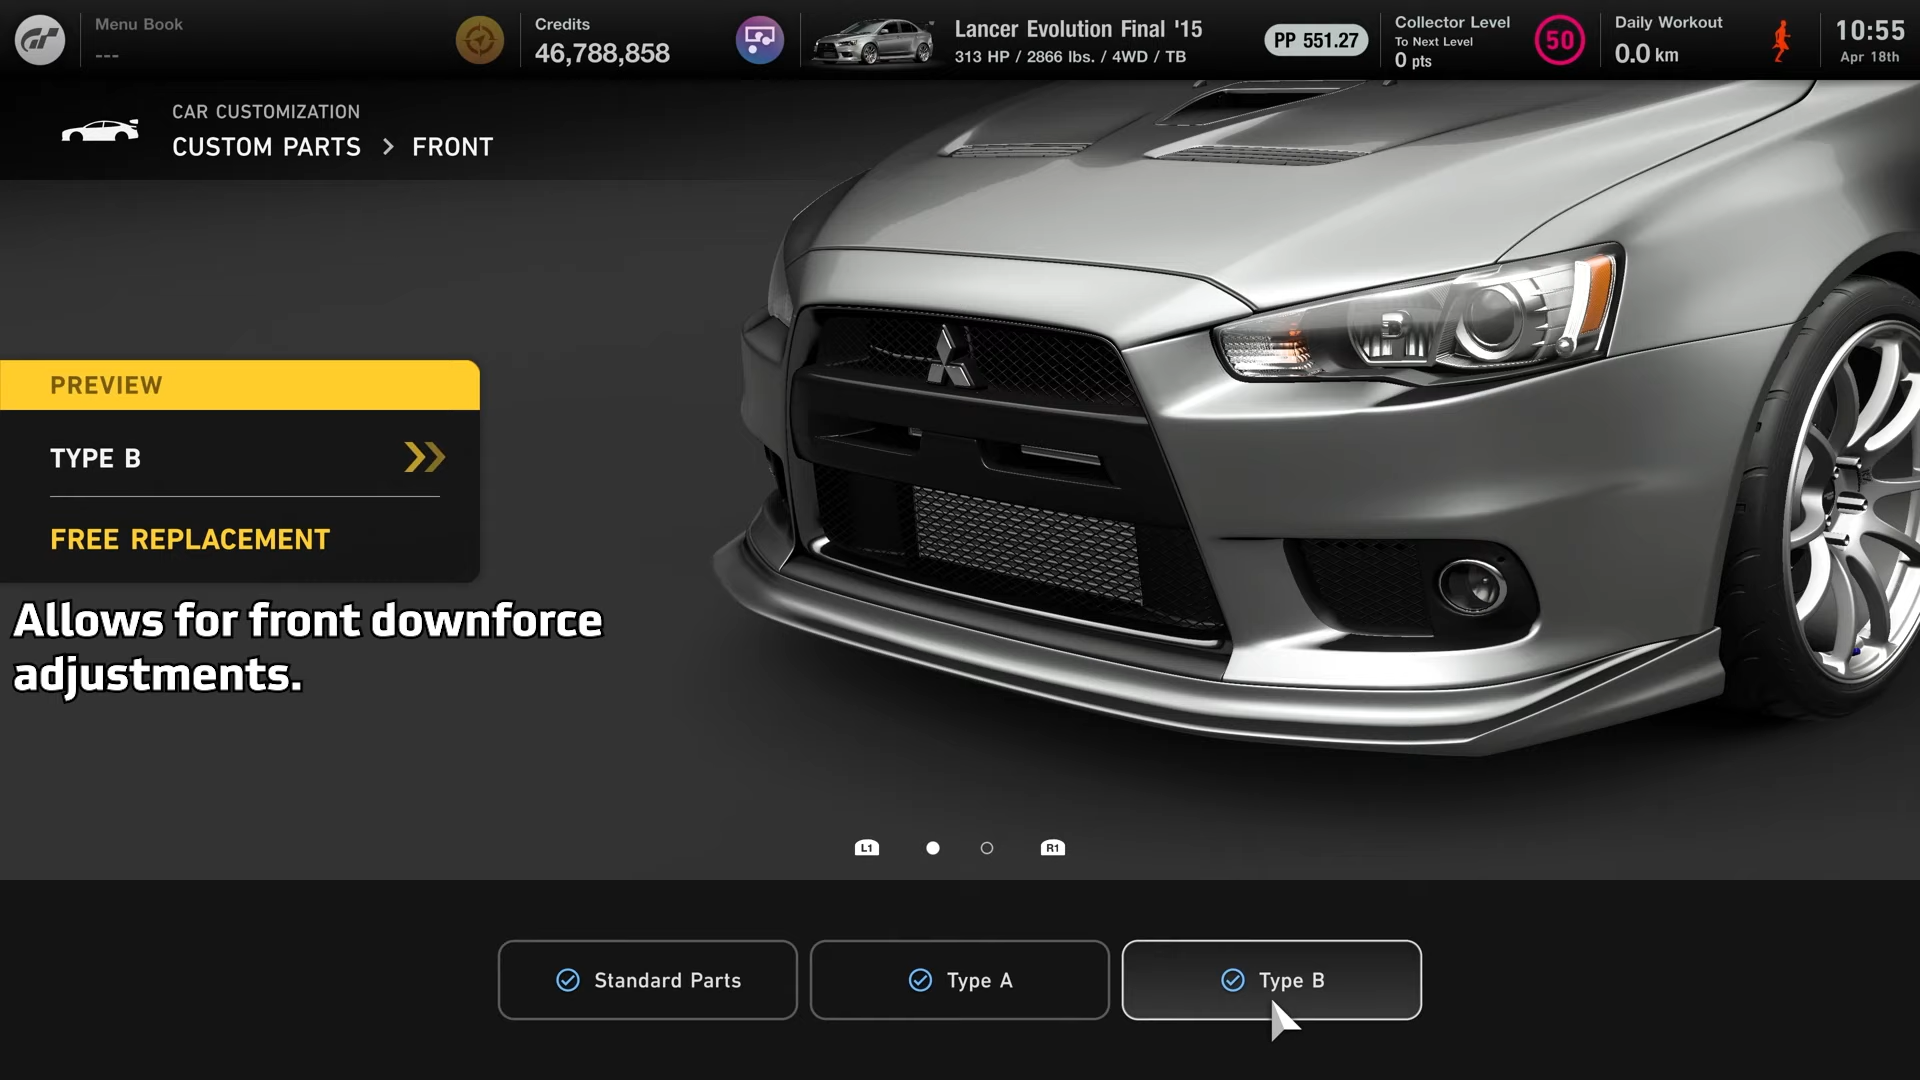 Menu Book
---
Credits
46,788,858
Lancer Evolution Final '15
313 HP / 2866 lbs. / 4WD / TB
PP 551.27
Collector Level
To Next Level
0 pts
50
Daily Workout
0.0 km
10:55
Apr 18th
CAR CUSTOMIZATION
CUSTOM PARTS > FRONT
PREVIEW
TYPE B
FREE REPLACEMENT
Allows for front downforce
adjustments.
L1
R1
Standard Parts
Type A
Type B